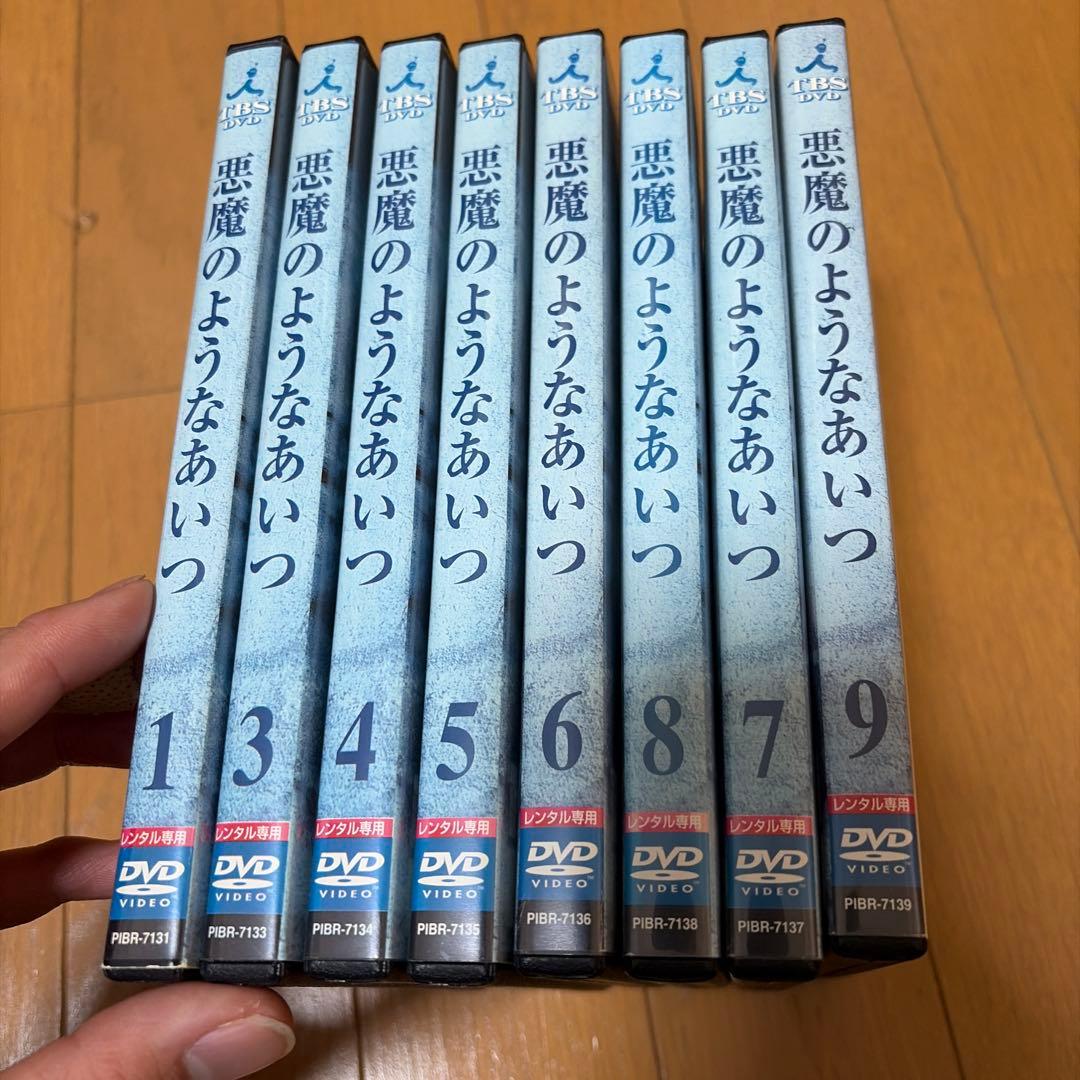 TBS
DVD
悪魔のようなあいつ
1
レンタル専用
DVD
VIDEO
PIBR-7131
TBS
DVD
悪魔のようなあいつ
3
レンタル専用
DVD
VIDEO
PIBR-7133
TBS
DVD
悪魔のようなあいつ
4
レンタル専用
DVD
VIDEO
PIBR-7134
TBS
DVD
悪魔のようなあいつ
5
レンタル専用
DVD
VIDEO
PIBR-7135
TBS
DVD
悪魔のようなあいつ
6
レンタル専用
DVD
VIDEO™
PIBR-7136
TBS
DVD
悪魔のようなあいつ
8
レンタル専用
DVD
VIDEO™
PIBR-7138
TBS
DVD
悪魔のようなあいつ
7
レンタル専用
DVD
VIDEO™
PIBR-7137
TBS
DVD
悪魔のようなあいつ
9
レンタル専用
DVD
VIDEO™
PIBR-7139